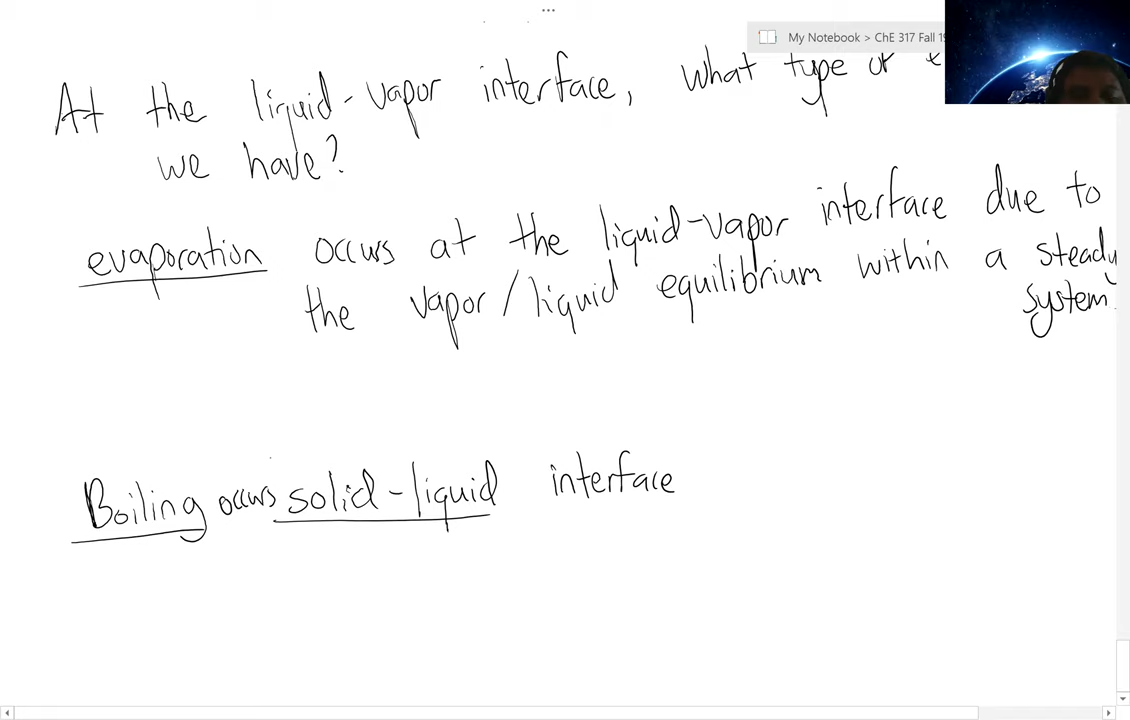 My Notebook > ChE 317 Fall
At the liquid-vapor interface, what type of
we have?
evaporation occurs at the liquid-vapor interface due to
the vapor/liquid equilibrium within a steady
system.
Boiling occurs solid-liquid interface